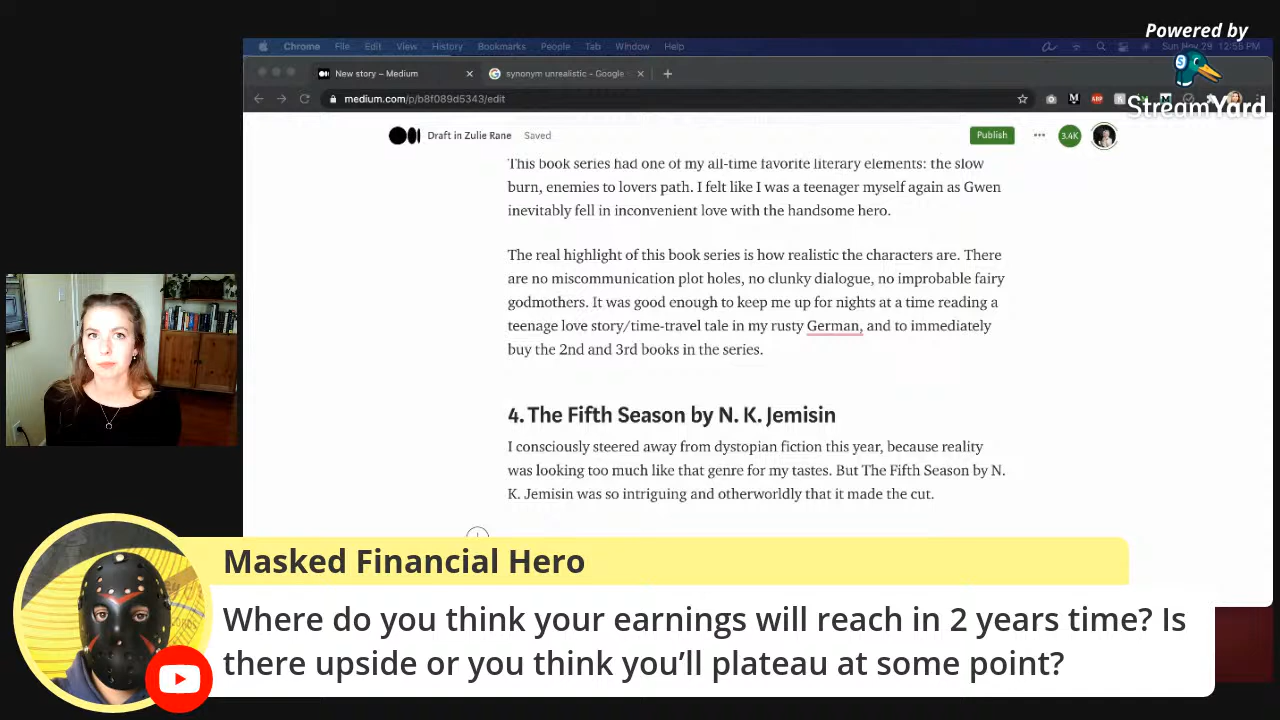 Powered by
StreamYard
Chrome File Edit View History Bookmarks People Tab Window Help
Sun Nov 29 12:55 PM
New story – Medium
synonym unrealistic - Google
medium.com/p/b8f089d5343/edit
ABP
Draft in Zulie Rane Saved
Publish
3.4K
This book series had one of my all-time favorite literary elements: the slow
burn, enemies to lovers path. I felt like I was a teenager myself again as Gwen
inevitably fell in inconvenient love with the handsome hero.
The real highlight of this book series is how realistic the characters are. There
are no miscommunication plot holes, no clunky dialogue, no improbable fairy
godmothers. It was good enough to keep me up for nights at a time reading a
teenage love story/time-travel tale in my rusty German, and to immediately
buy the 2nd and 3rd books in the series.
4. The Fifth Season by N. K. Jemisin
I consciously steered away from dystopian fiction this year, because reality
was looking too much like that genre for my tastes. But The Fifth Season by N.
K. Jemisin was so intriguing and otherworldly that it made the cut.
Masked Financial Hero
Where do you think your earnings will reach in 2 years time? Is
there upside or you think you'll plateau at some point?